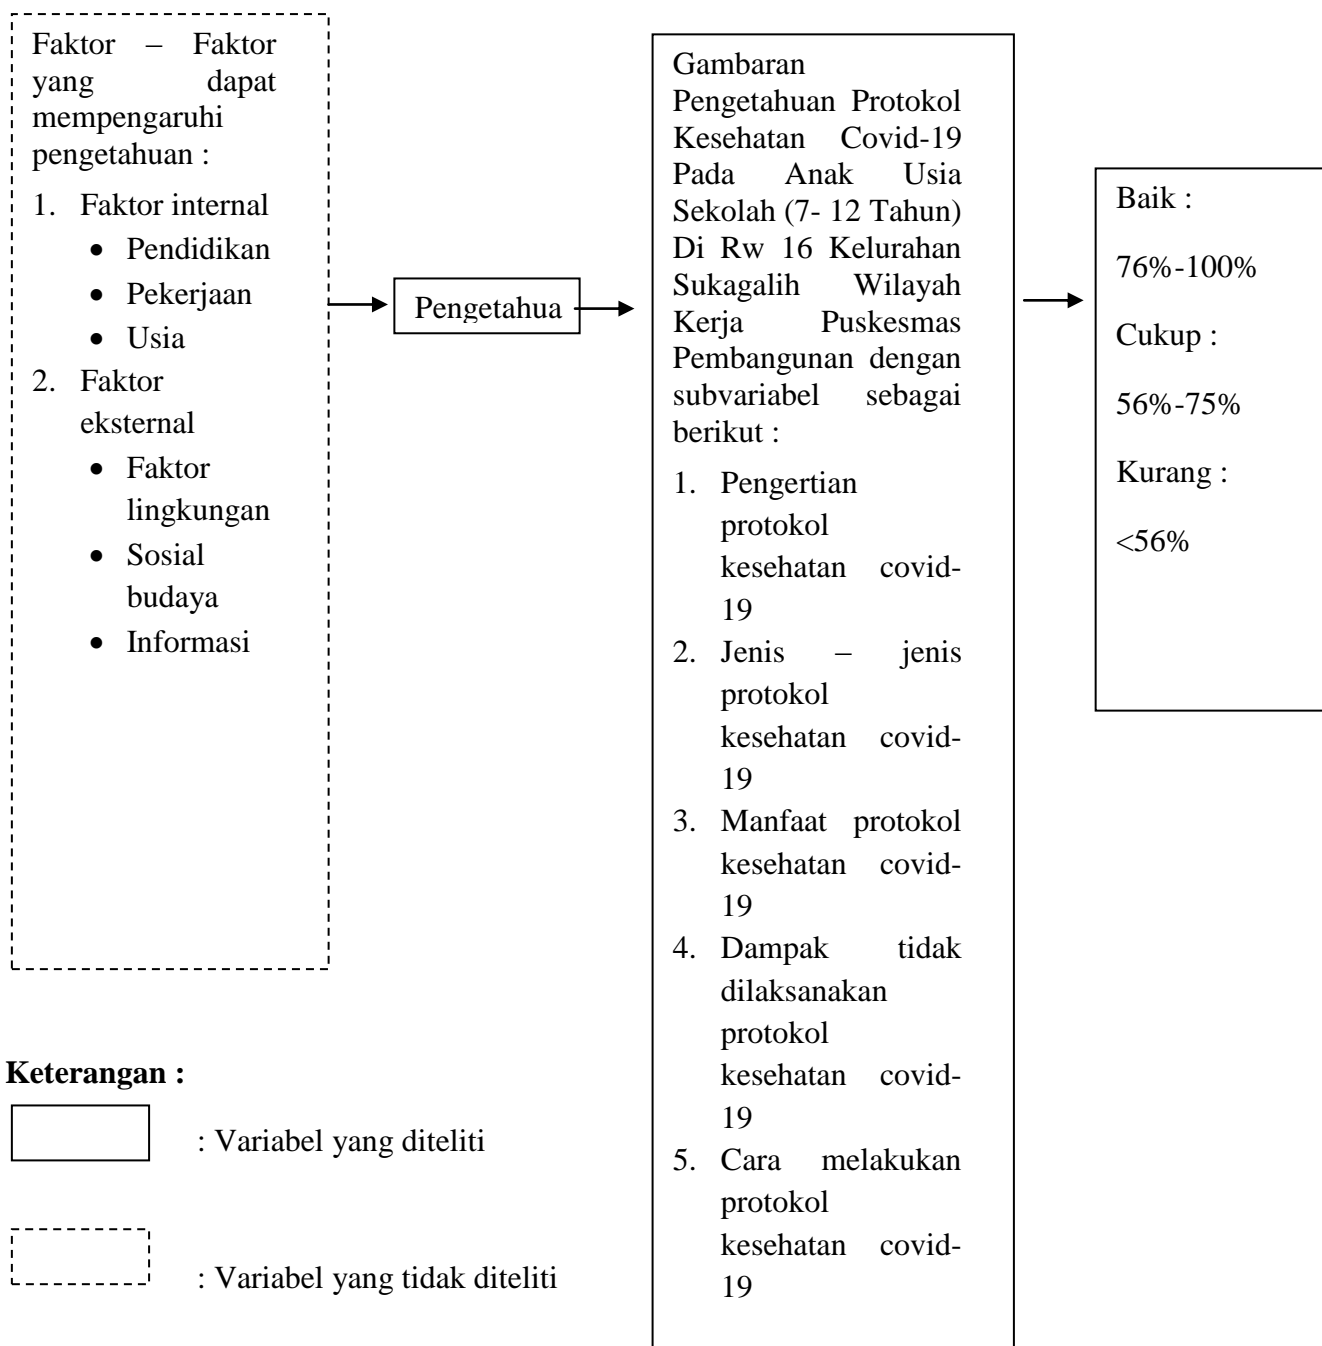 Faktor – Faktor
yang dapat
mempengaruhi
pengetahuan :
1. Faktor internal
• Pendidikan
• Pekerjaan
• Usia
2. Faktor
eksternal
• Faktor
lingkungan
• Sosial
budaya
• Informasi
Pengetahua
Gambaran
Pengetahuan Protokol
Kesehatan Covid-19
Pada Anak Usia
Sekolah (7- 12 Tahun)
Di Rw 16 Kelurahan
Sukagalih Wilayah
Kerja Puskesmas
Pembangunan dengan
subvariabel sebagai
berikut :
1. Pengertian
protokol
kesehatan covid-
19
2. Jenis – jenis
protokol
kesehatan covid-
19
3. Manfaat protokol
kesehatan covid-
19
4. Dampak tidak
dilaksanakan
protokol
kesehatan covid-
19
5. Cara melakukan
protokol
kesehatan covid-
19
Baik :
76%-100%
Cukup :
56%-75%
Kurang :
<56%
Keterangan :
: Variabel yang diteliti
: Variabel yang tidak diteliti